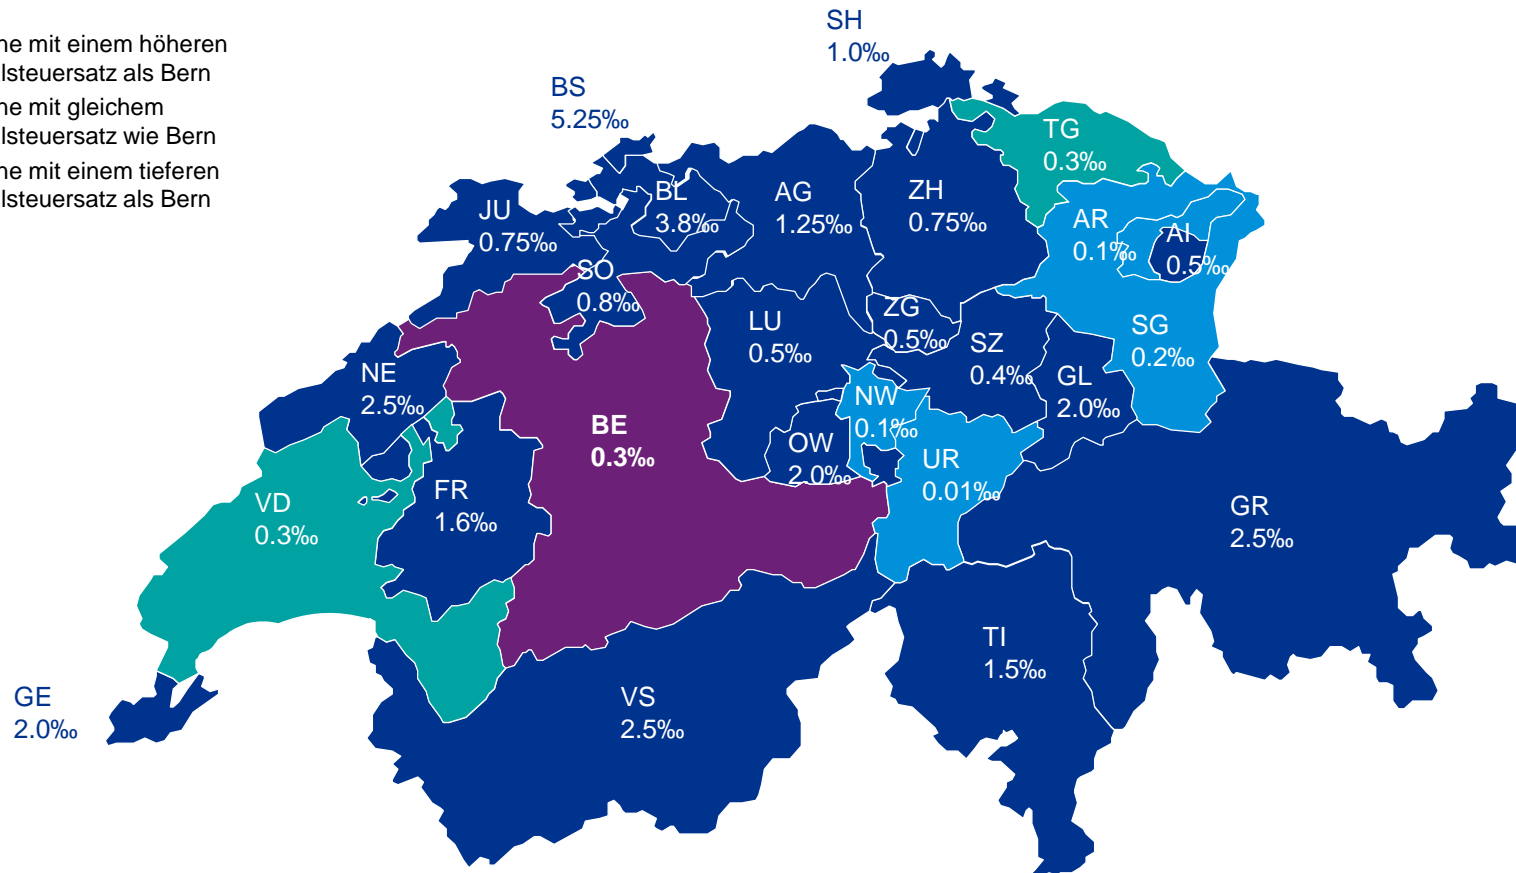 ne mit einem höheren
lsteuersatz als Bern
ne mit gleichem
lsteuersatz wie Bern
ne mit einem tieferen
lsteuersatz als Bern
SH
1.0‰
BS
5.25‰
TG
0.3‰
BL
3.8‰
AG
1.25‰
ZH
0.75‰
JU
0.75‰
AR
0.1‰
AI
0.5‰
SO
0.8‰
ZG
0.5‰
LU
0.5‰
SG
0.2‰
SZ
0.4‰
NE
2.5‰
GL
2.0‰
NW
0.1‰
BE
0.3‰
OW
2.0‰
UR
0.01‰
FR
1.6‰
VD
0.3‰
GR
2.5‰
TI
1.5‰
GE
2.0‰
VS
2.5‰